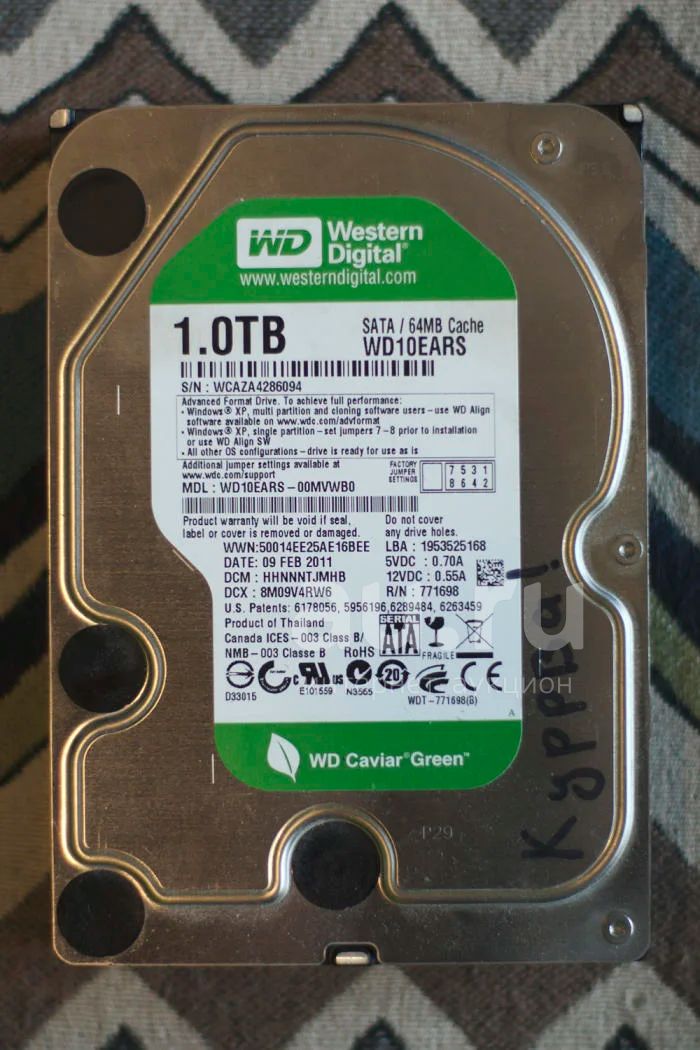 WD Western Digital®
www.westerndigital.com
1.0TB
SATA / 64MB Cache
WD10EARS
S/N : WCAZA4286094
Advanced Format Drive. To achieve full performance:
• Windows® XP, multi partition and cloning software users - use WD Align
software available on www.wdc.com/advformat
• Windows® XP, single partition - set jumpers 7-8 prior to installation
or use WD Align SW
• All other OS configurations - drive is ready for use as is
Additional jumper settings available at
www.wdc.com/support
FACTORY
JUMPER
SETTINGS
7 5 3 1
8 6 4 2
MDL : WD10EARS-00MVWB0
Product warranty will be void if seal,
label or cover is removed or damaged.
Do not cover
any drive holes.
WWN:50014EE25AE16BEE
DATE: 09 FEB 2011
DCM : HHNNNTJMHB
DCX : 8M09V4RW6
LBA : 1953525168
5VDC : 0.70A
12VDC : 0.55A
R/N : 771698
U.S. Patents: 6178056, 5956196,6289484, 6263459
Product of Thailand
Canada ICES-003 Class B/
NMB-003 Classe B RoHS
SERIAL
ATA
FRAGILE
D33015
c UL us
E101559
N3565
20
CE
WDT-771698(B)
A
WD Caviar® Green™
P29
au.ru
аукцион